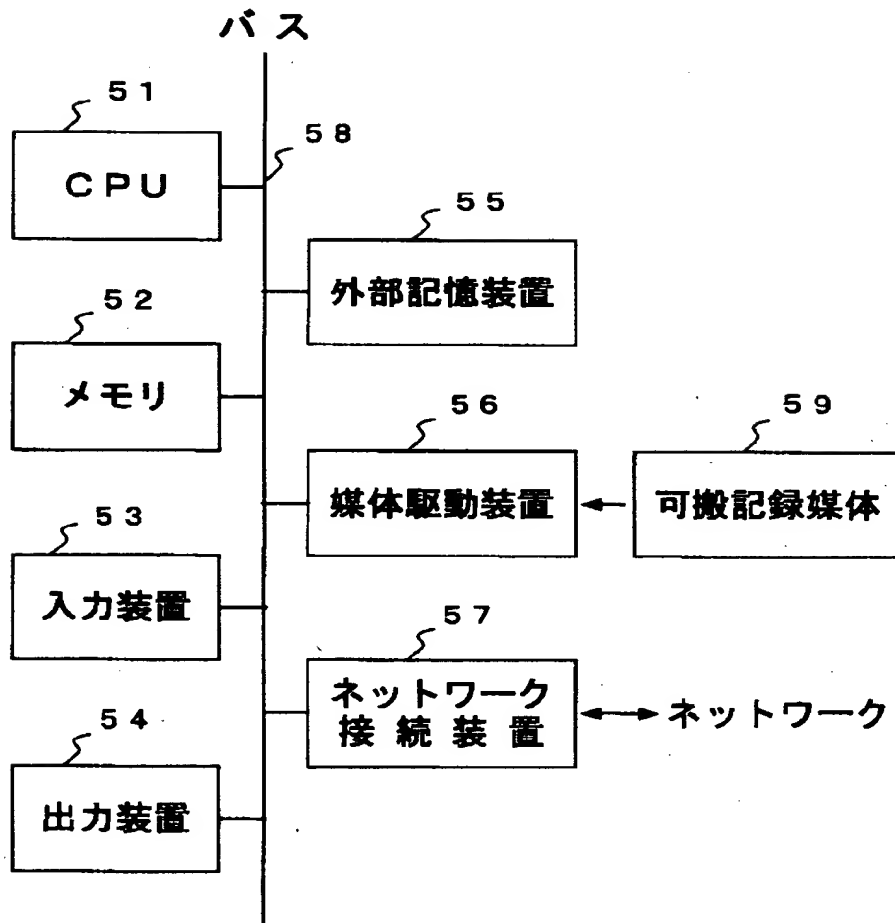 バス
51
CPU
58
55
外部記憶装置
52
メモリ
56
媒体駆動装置
59
可搬記録媒体
53
入力装置
57
ネットワーク
接続装置
ネットワーク
54
出力装置